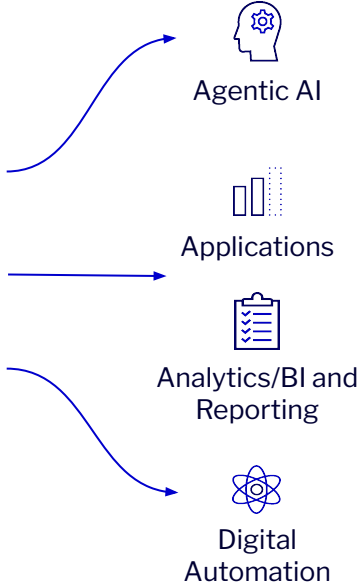 Agentic AI
Applications
Analytics/BI and
Reporting
Digital
Automation